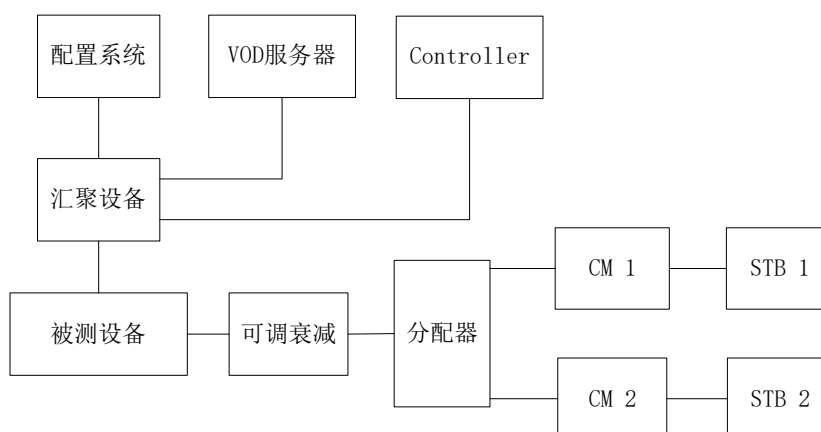 配置系统
VOD服务器
Controller
汇聚设备
CM 1
STB 1
被测设备
可调衰减
分配器
CM 2
STB 2